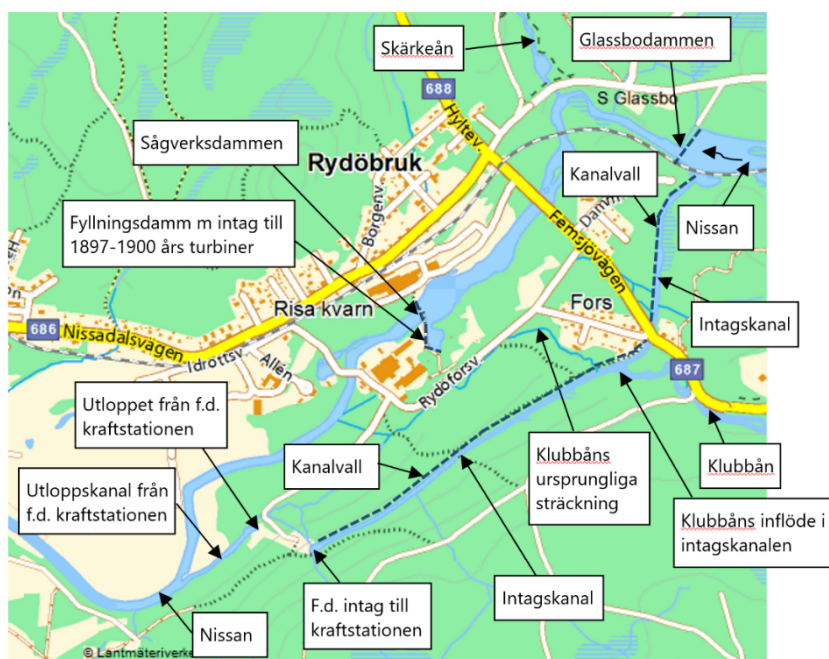 Skärkeån
Glassbodammen
688
S Glassbo
Hyltev.
Sågverksdammen
Rydöbruk
Kanalvall
Nissan
Fyllningsdamm m intag till
1897-1900 års turbiner
Borgenv.
Femsjövägen
Risa kvarn
Fors
Intagskanal
686
Nissadalsvägen
Idrottsv
Allén
Rydöforsv
687
Utloppet från f.d.
kraftstationen
Kanalvall
Klubbåns
ursprungliga
sträckning
Klubbån
Utloppskanal från
f.d. kraftstationen
Klubbåns inflöde i
intagskanalen
Nissan
F.d. intag till
kraftstationen
Intagskanal